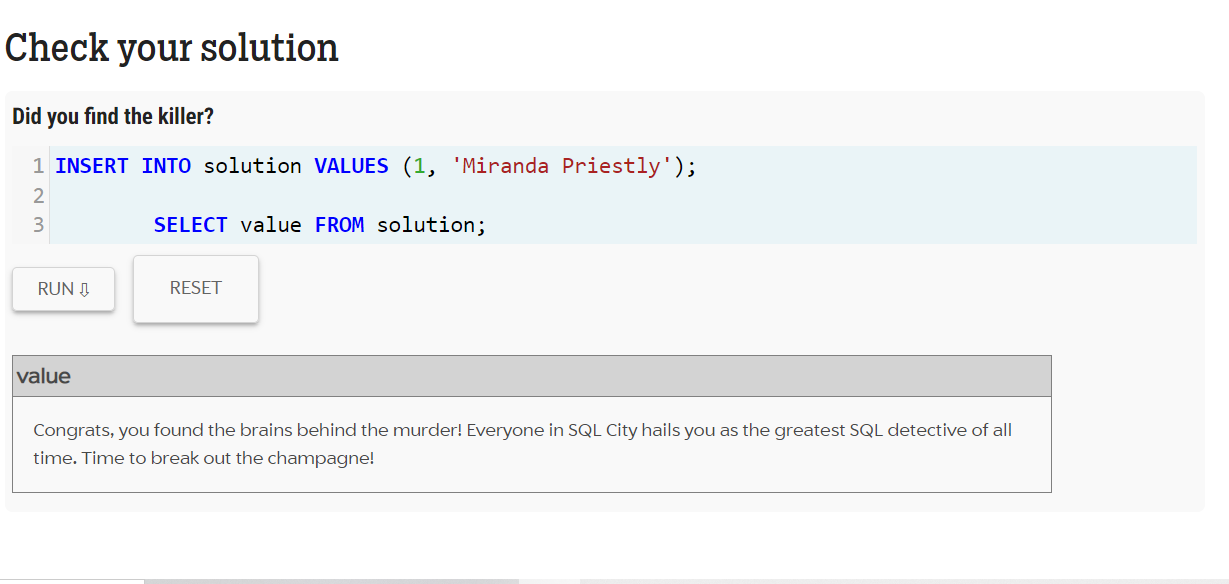 Check your solution
Did you find the killer?
1 INSERT INTO solution VALUES (1, 'Miranda Priestly');
2
3 SELECT value FROM solution;
RUN ⇩ RESET
value
Congrats, you found the brains behind the murder! Everyone in SQL City hails you as the greatest SQL detective of all
time. Time to break out the champagne!